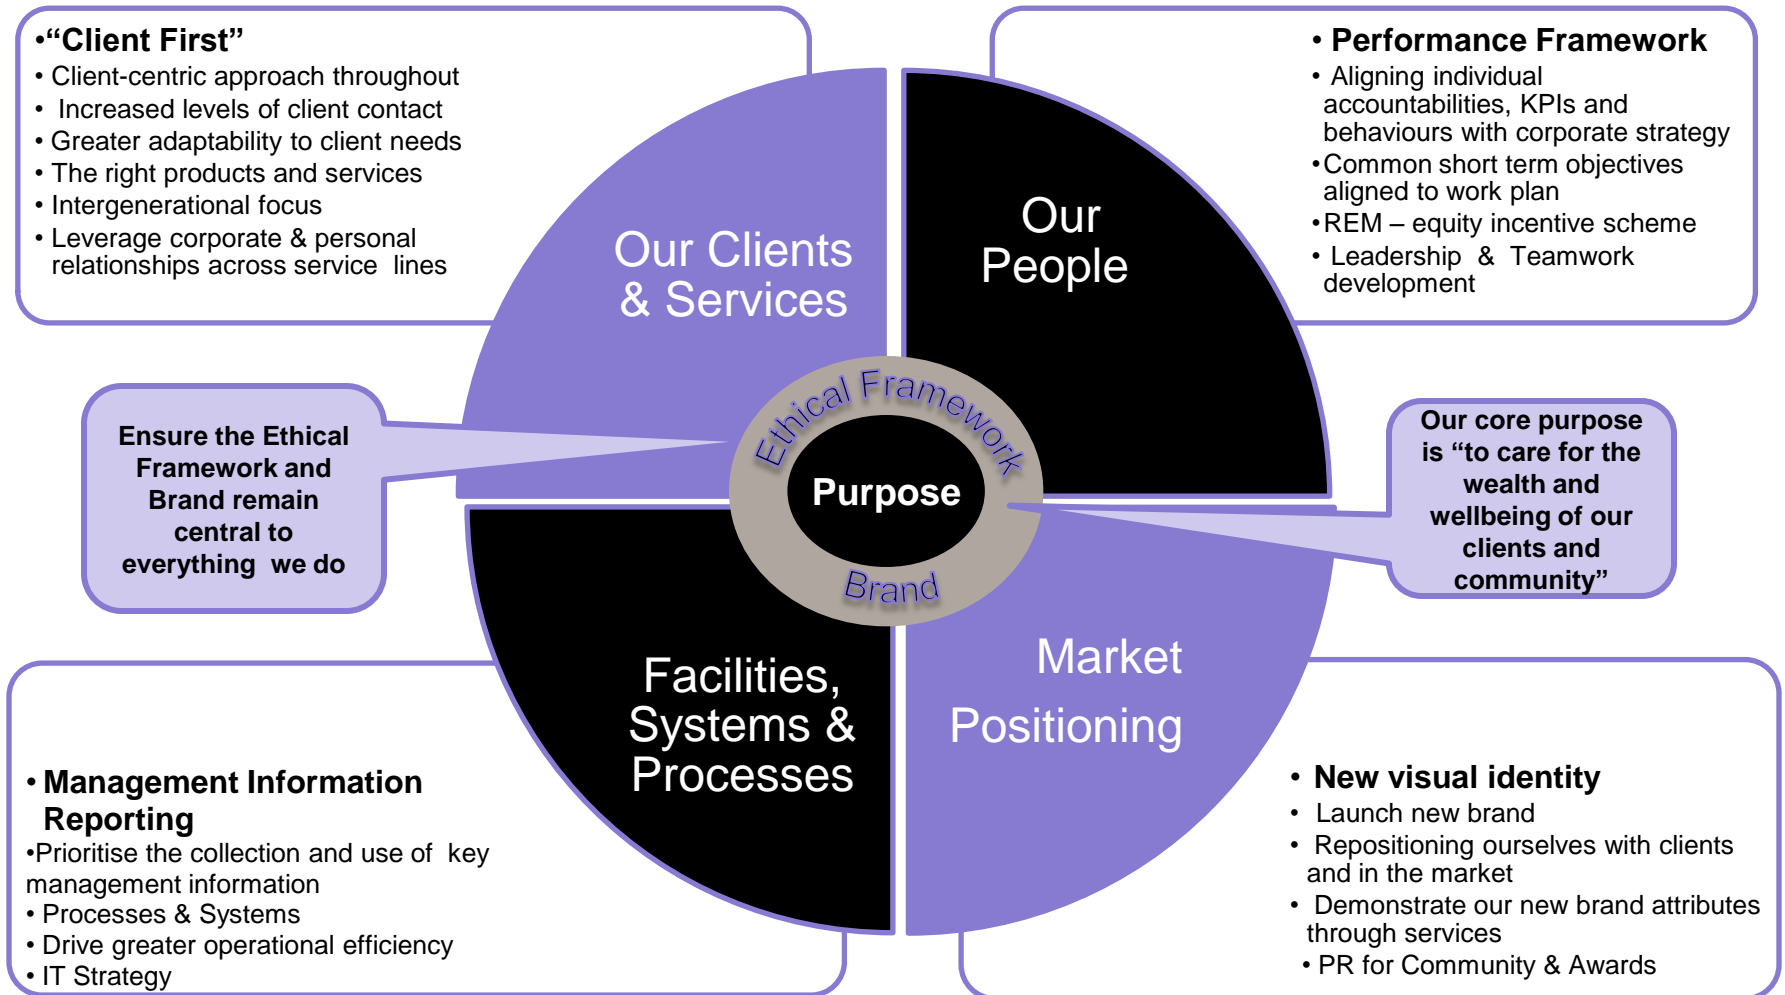 •“Client First”
• Client-centric approach throughout
• Increased levels of client contact
• Greater adaptability to client needs
• The right products and services
• Intergenerational focus
• Leverage corporate & personal
relationships across service lines
• Performance Framework
• Aligning individual
accountabilities, KPIs and
behaviours with corporate strategy
•Common short term objectives
aligned to work plan
•REM – equity incentive scheme
• Leadership & Teamwork
development
Our Clients
& Services
Our
People
Ensure the Ethical
Framework and
Brand remain
central to
everything we do
Ethical Framework
Purpose
Brand
Our core purpose
is “to care for the
wealth and
wellbeing of our
clients and
community”
Facilities,
Systems &
Processes
Market
Positioning
• Management Information
Reporting
•Prioritise the collection and use of key
management information
• Processes & Systems
• Drive greater operational efficiency
• IT Strategy
• New visual identity
• Launch new brand
• Repositioning ourselves with clients
and in the market
• Demonstrate our new brand attributes
through services
• PR for Community & Awards